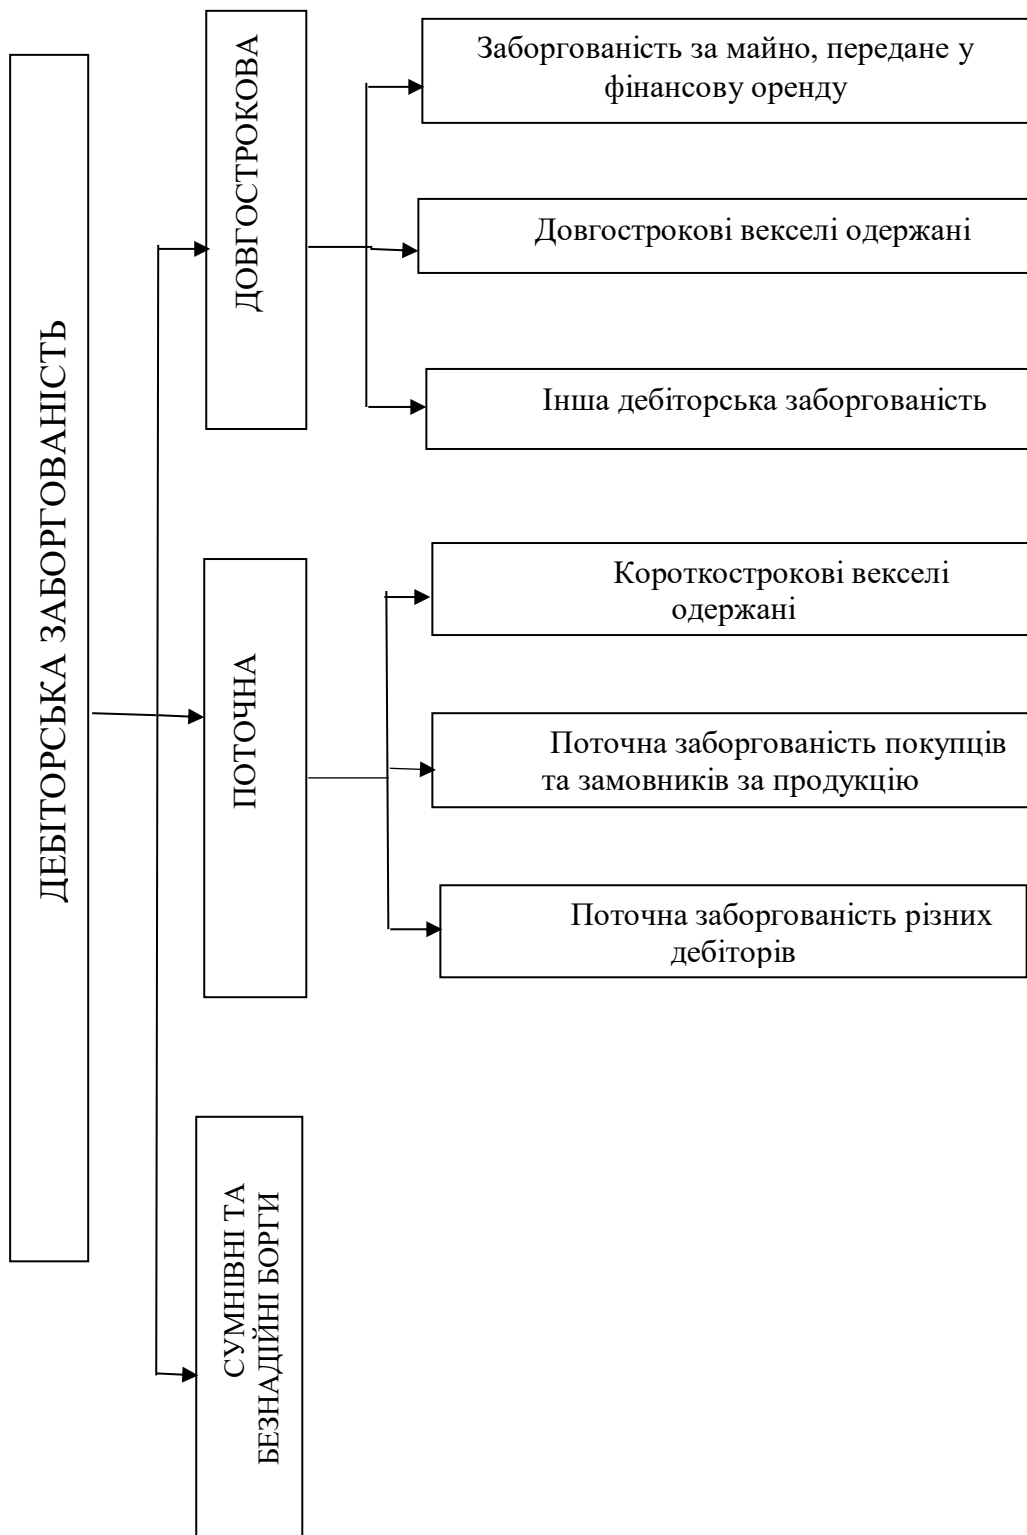 ДЕБІТОРСЬКА ЗАБОРГОВАНІСТЬ
ДОВГОСТРОКОВА
Заборгованість за майно, передане у
фінансову оренду
Довгострокові векселі одержані
Інша дебіторська заборгованість
ПОТОЧНА
Короткострокові векселі
одержані
Поточна заборгованість покупців
та замовників за продукцію
Поточна заборгованість різних
дебіторів
СУМНІВНІ ТА
БЕЗНАДІЙНІ БОРГИ